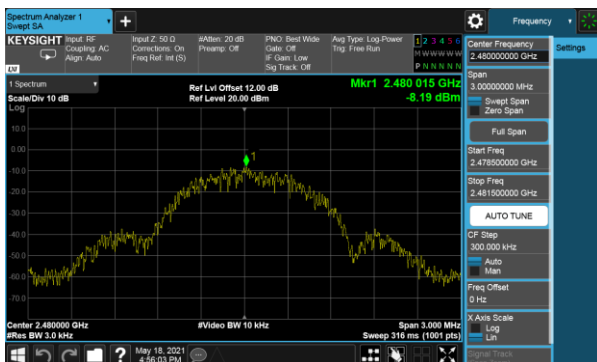 Spectrum Analyzer 1
Swept SA
Frequency
KEYSIGHT
Input: RF
Coupling: AC
Align: Auto
Input Z: 50 Ω
Corrections: On
Freq Ref: Int (S)
#Atten: 20 dB
Preamp: Off
PNO: Best Wide
Gate: Off
IF Gain: Low
Sig Track: Off
Avg Type: Log-Power
Trig: Free Run
1 2 3 4 5 6
M W W W W W
P N N N N N
LXI
1 Spectrum
Scale/Div 10 dB
Log
Ref Lvl Offset 12.00 dB
Ref Level 20.00 dBm
Mkr1 2.480 015 GHz
-8.19 dBm
10.0
0.00
-10.0
-20.0
-30.0
-40.0
-50.0
-60.0
-70.0
1
Center 2.480000 GHz
#Res BW 3.0 kHz
#Video BW 10 kHz
Span 3.000 MHz
Sweep 316 ms (1001 pts)
May 18, 2021
4:56:03 PM
Center Frequency
2.480000000 GHz
Settings
Span
3.00000000 MHz
Swept Span
Zero Span
Full Span
Start Freq
2.478500000 GHz
Stop Freq
2.481500000 GHz
AUTO TUNE
CF Step
300.000 kHz
Auto
Man
Freq Offset
0 Hz
X Axis Scale
Log
Lin
Signal Track